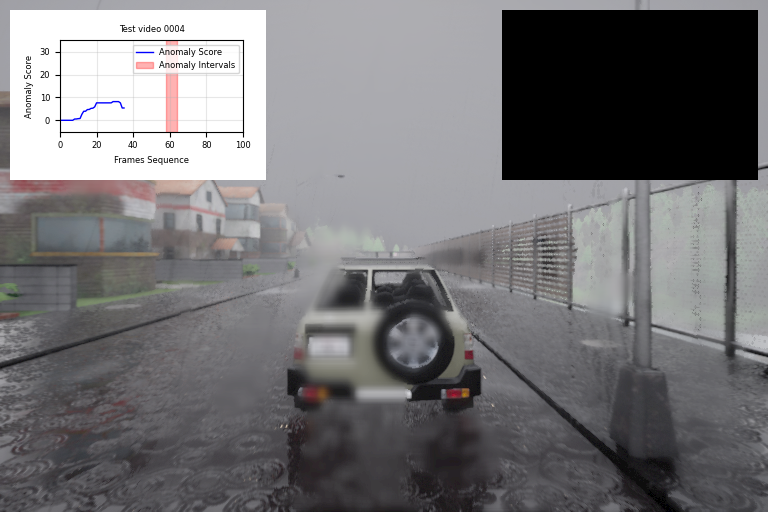 Test video 0004
Anomaly Score
Anomaly Intervals
Anomaly Score
30
20
10
0
0 20 40 60 80 100
Frames Sequence